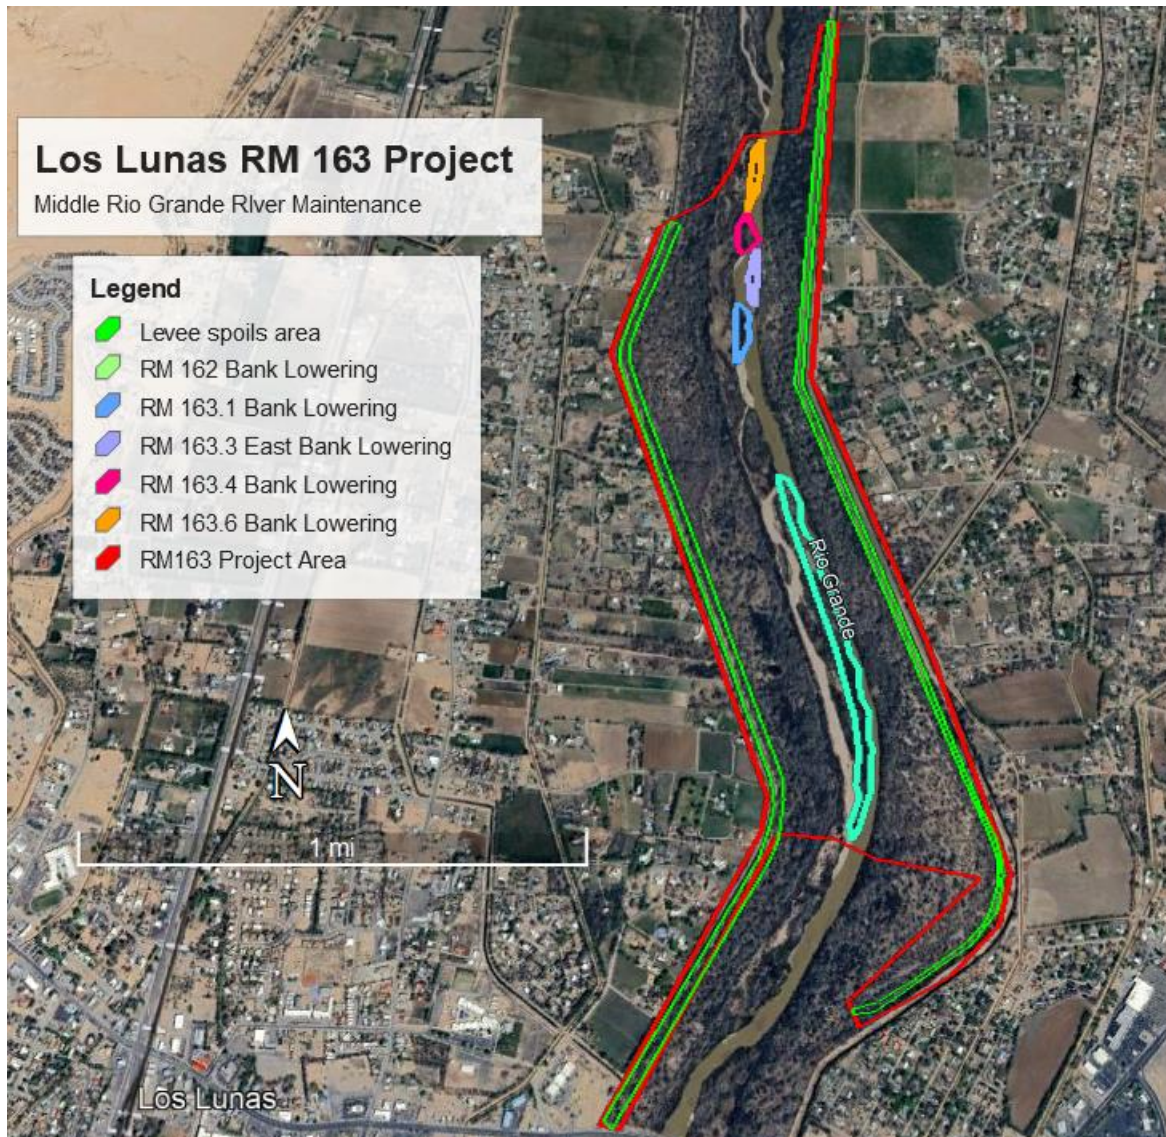 Los Lunas RM 163 Project
Middle Rio Grande RIver Maintenance
Legend
Levee spoils area
RM 162 Bank Lowering
RM 163.1 Bank Lowering
RM 163.3 East Bank Lowering
RM 163.4 Bank Lowering
RM 163.6 Bank Lowering
RM163 Project Area
Rio Grande
N
1 mi
Los Lunas